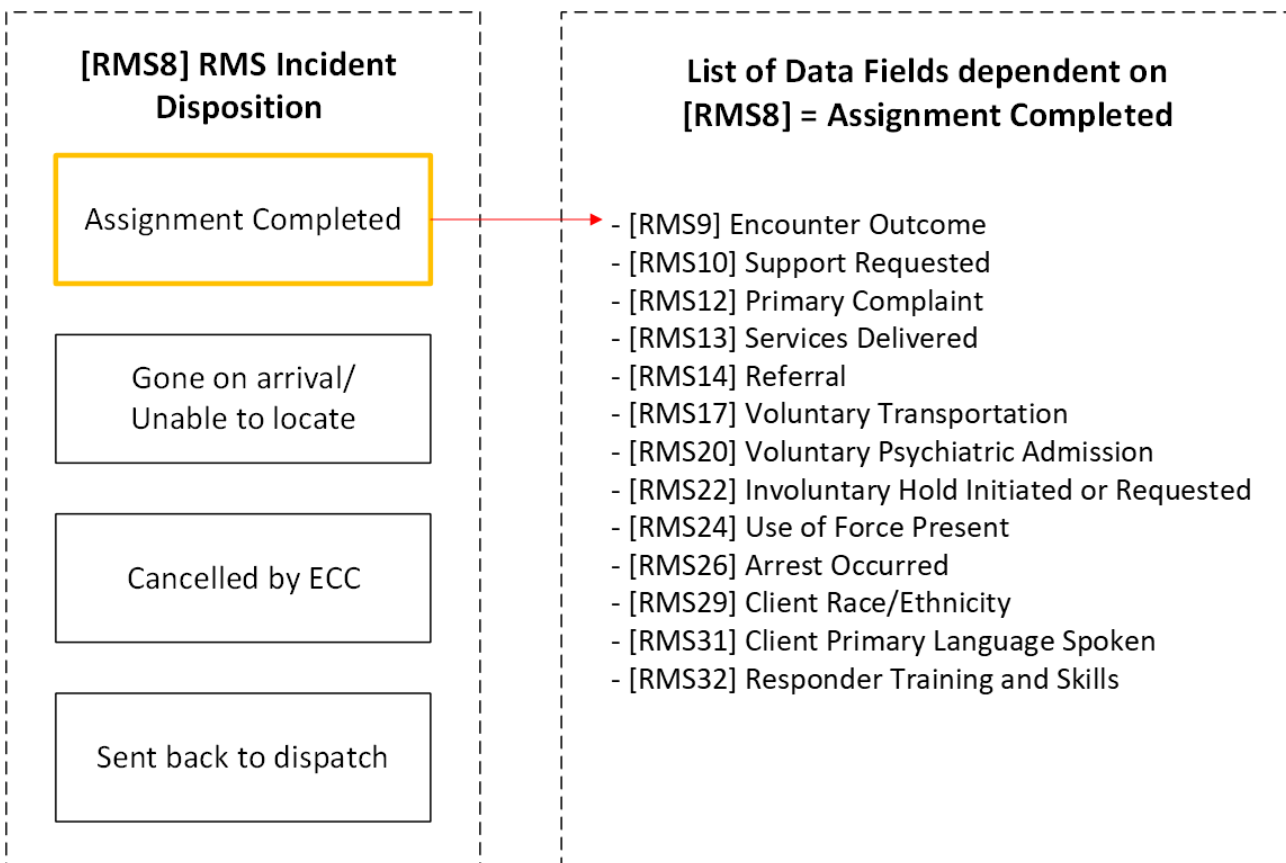 [RMS8] RMS Incident
Disposition
Assignment Completed
Gone on arrival/
Unable to locate
Cancelled by ECC
Sent back to dispatch
List of Data Fields dependent on
[RMS8] = Assignment Completed
- [RMS9] Encounter Outcome
- [RMS10] Support Requested
- [RMS12] Primary Complaint
- [RMS13] Services Delivered
- [RMS14] Referral
- [RMS17] Voluntary Transportation
- [RMS20] Voluntary Psychiatric Admission
- [RMS22] Involuntary Hold Initiated or Requested
- [RMS24] Use of Force Present
- [RMS26] Arrest Occurred
- [RMS29] Client Race/Ethnicity
- [RMS31] Client Primary Language Spoken
- [RMS32] Responder Training and Skills